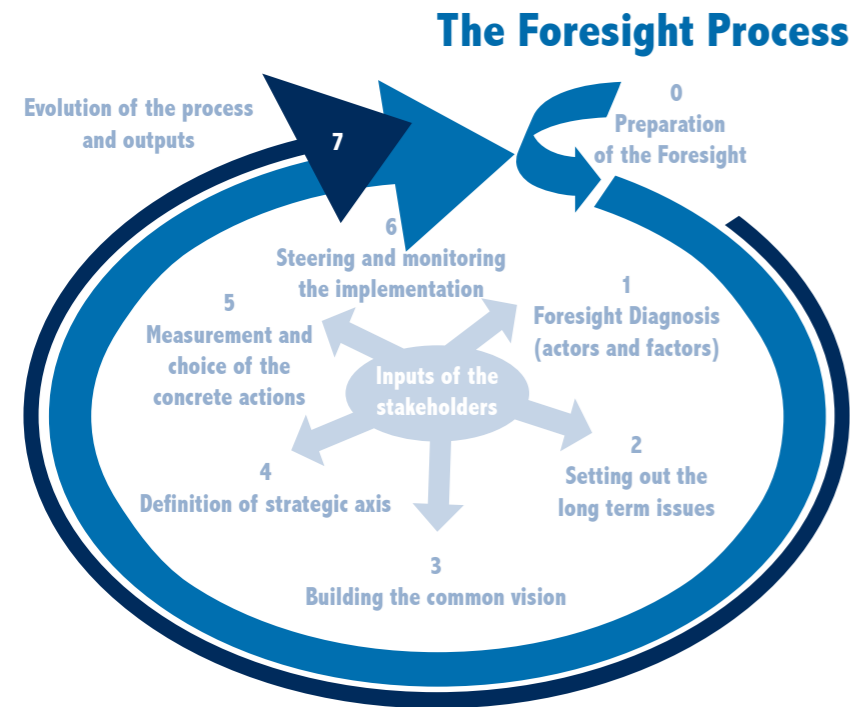 The Foresight Process
0
Preparation
of the Foresight
1
Foresight Diagnosis
(actors and factors)
2
Setting out the
long term issues
3
Building the common vision
4
Definition of strategic axis
5
Measurement and
choice of the
concrete actions
6
Steering and monitoring
the implementation
7
Evolution of the process
and outputs
Inputs of the
stakeholders